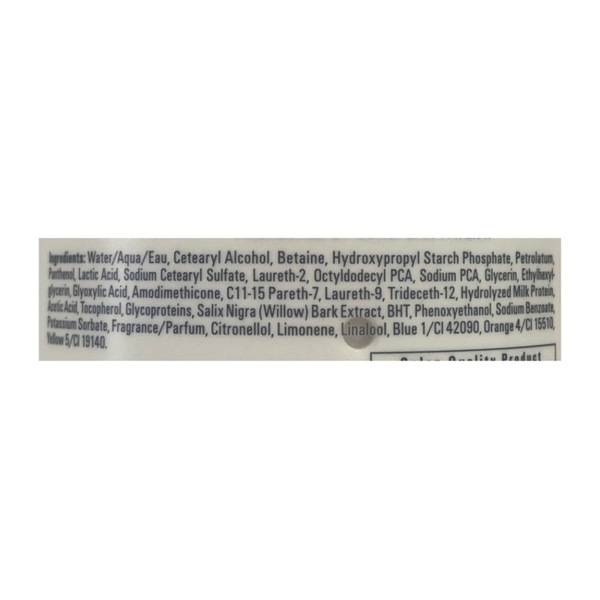 Ingredients: Water/Aqua/Eau, Cetearyl Alcohol, Betaine, Hydroxypropyl Starch Phosphate, Petrolatum,
Panthenol, Lactic Acid, Sodium Cetearyl Sulfate, Laureth-2, Octyldodecyl PCA, Sodium PCA, Glycerin, Ethylhexyl-
glycerin, Glyoxylic Acid, Amodimethicone, C11-15 Pareth-7, Laureth-9, Trideceth-12, Hydrolyzed Milk Protein,
Acetic Acid, Tocopherol, Glycoproteins, Salix Nigra (Willow) Bark Extract, BHT, Phenoxyethanol, Sodium Benzoate,
Potassium Sorbate, Fragrance/Parfum, Citronellol, Limonene, Linalool, Blue 1/CI 42090, Orange 4/CI 15510,
Yellow 5/CI 19140.
Salon Quality Product